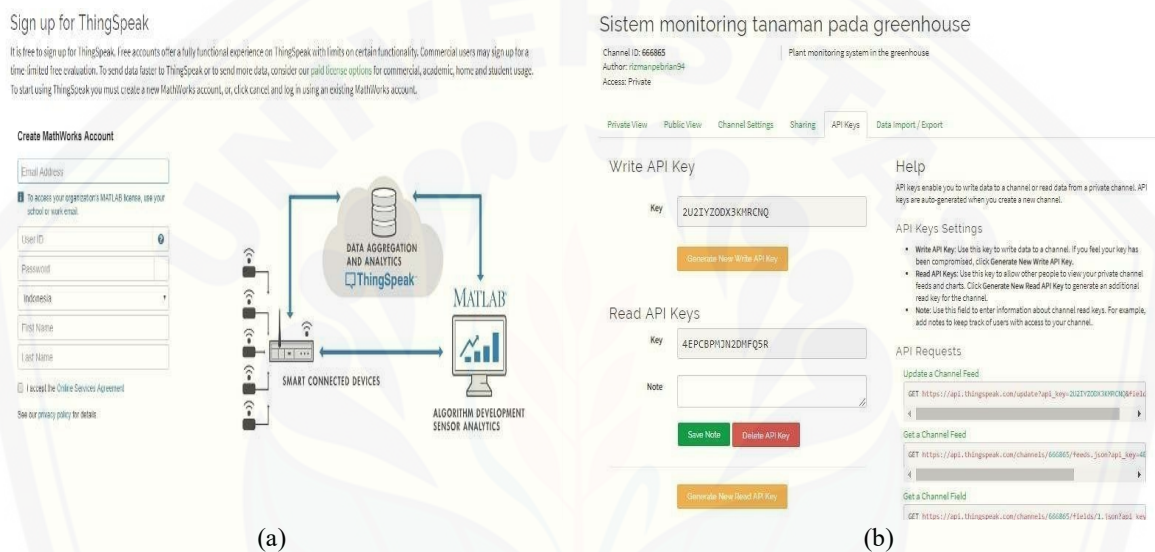 Sign up for ThingSpeak
It is free to sign up for ThingSpeak. Free accounts offer a fully functional experience on ThingSpeak with limits on certain functionality. Commercial users may sign up for a
time-limited free evaluation. To send data faster to ThingSpeak or to send more data, consider our paid license options for commercial, academic, home and student usage.
To start using ThingSpeak you must create a new MathWorks account, or, click cancel and log in using an existing MathWorks account.
Create MathWorks Account
Email Address
To access your organization's MATLAB license, use your
school or work email.
User ID
Password
Indonesia
First Name
Last Name
I accept the Online Services Agreement
See our privacy policy for details
DATA AGGREGATION
AND ANALYTICS
ThingSpeak
MATLAB
SMART CONNECTED DEVICES
ALGORITHM DEVELOPMENT
SENSOR ANALYTICS
(a)
Sistem monitoring tanaman pada greenhouse
Channel ID: 666865
Author: rizmanpebrian94
Access: Private
Plant monitoring system in the greenhouse
Private View Public View Channel Settings Sharing API Keys Data Import / Export
Write API Key
Key
2U2IYZODX3KMRCNQ
Generate New Write API Key
Read API Keys
Key
4EPCBPMJN2DMFQ5R
Note
Save Note Delete API Key
Generate New Read API Key
Help
API keys enable you to write data to a channel or read data from a private channel. API
keys are auto-generated when you create a new channel.
API Keys Settings
Write API Key: Use this key to write data to a channel. If you feel your key has
been compromised, click Generate New Write API Key.
Read API Keys: Use this key to allow other people to view your private channel
feeds and charts. Click Generate New Read API Key to generate an additional
read key for the channel.
Note: Use this field to enter information about channel read keys. For example,
add notes to keep track of users with access to your channel.
API Requests
Update a Channel Feed
GET https://api.thingspeak.com/update?api_key=2U2IYZODX3KMRCNQ&field
Get a Channel Feed
GET https://api.thingspeak.com/channels/666865/feeds.json?api_key=4E
Get a Channel Field
GET https://api.thingspeak.com/channels/666865/fields/1.json?api_key
(b)